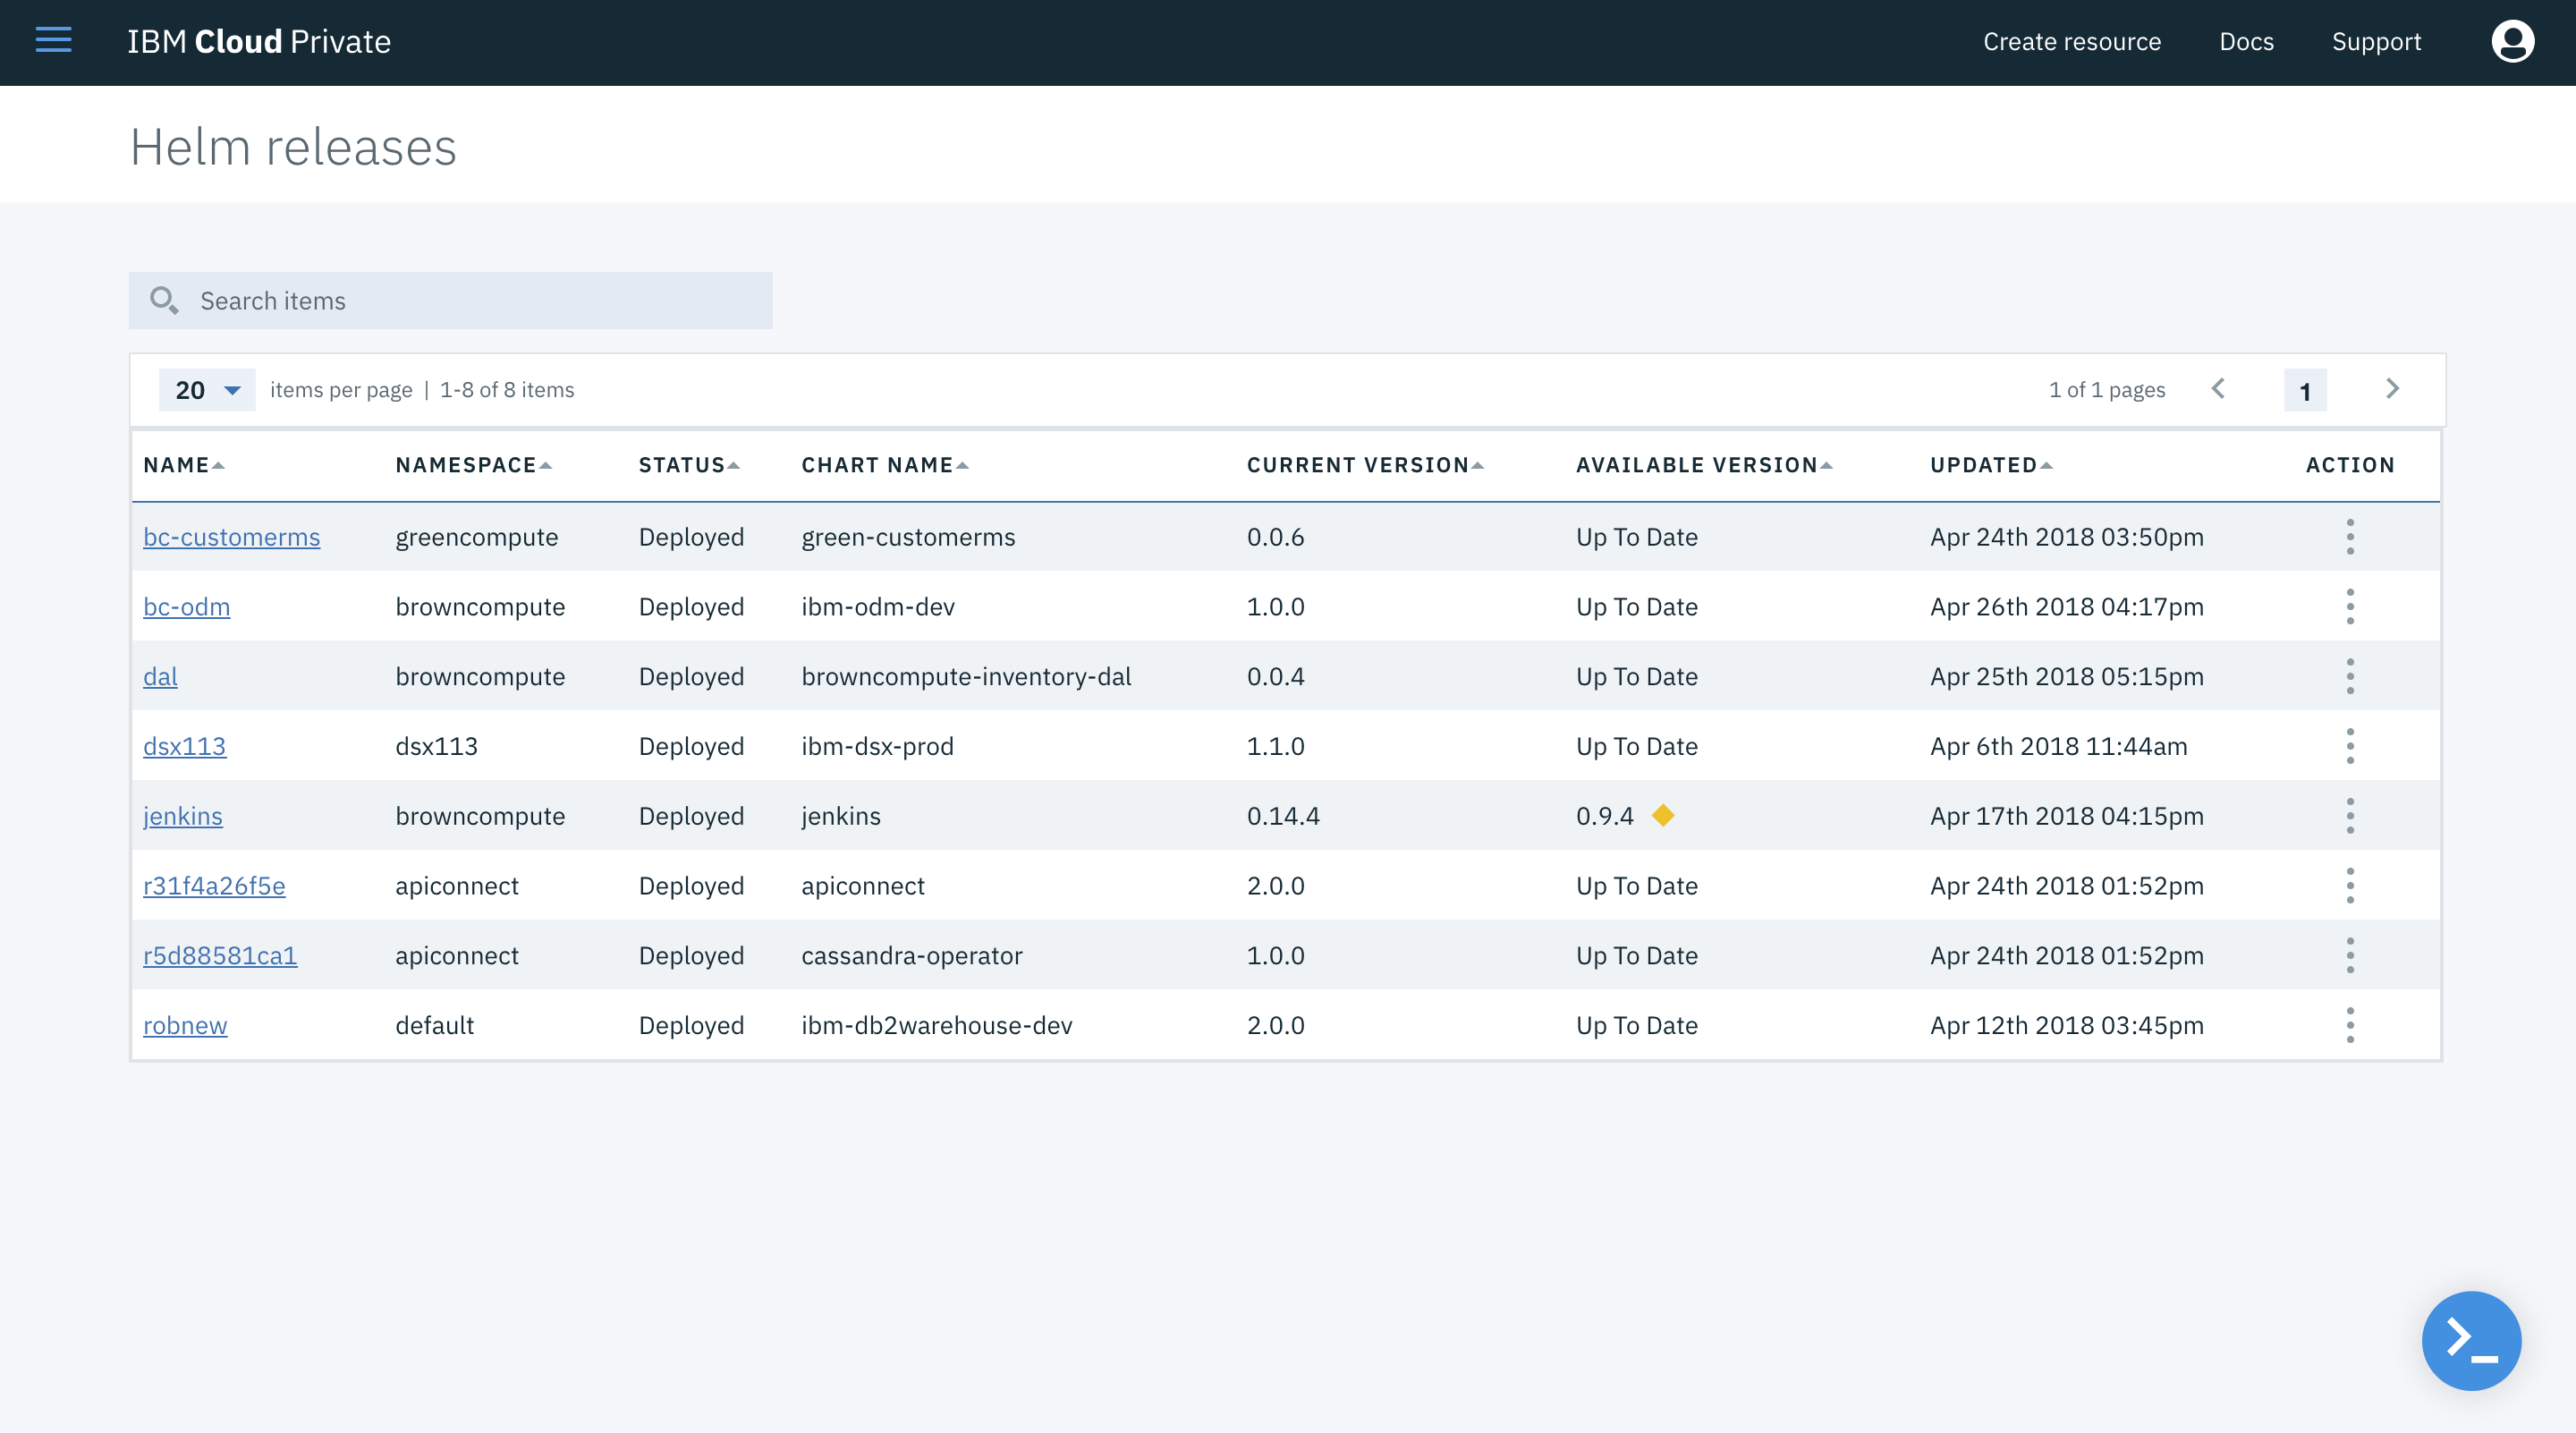 IBM Cloud Private Create resource Docs Support
Helm releases
Search items
20 items per page | 1-8 of 8 items 1 of 1 pages 1
NAME NAMESPACE STATUS CHART NAME CURRENT VERSION AVAILABLE VERSION UPDATED ACTION
bc-customerms greencompute Deployed green-customerms 0.0.6 Up To Date Apr 24th 2018 03:50pm
bc-odm browncompute Deployed ibm-odm-dev 1.0.0 Up To Date Apr 26th 2018 04:17pm
dal browncompute Deployed browncompute-inventory-dal 0.0.4 Up To Date Apr 25th 2018 05:15pm
dsx113 dsx113 Deployed ibm-dsx-prod 1.1.0 Up To Date Apr 6th 2018 11:44am
jenkins browncompute Deployed jenkins 0.14.4 0.9.4 Apr 17th 2018 04:15pm
r31f4a26f5e apiconnect Deployed apiconnect 2.0.0 Up To Date Apr 24th 2018 01:52pm
r5d88581ca1 apiconnect Deployed cassandra-operator 1.0.0 Up To Date Apr 24th 2018 01:52pm
robnew default Deployed ibm-db2warehouse-dev 2.0.0 Up To Date Apr 12th 2018 03:45pm